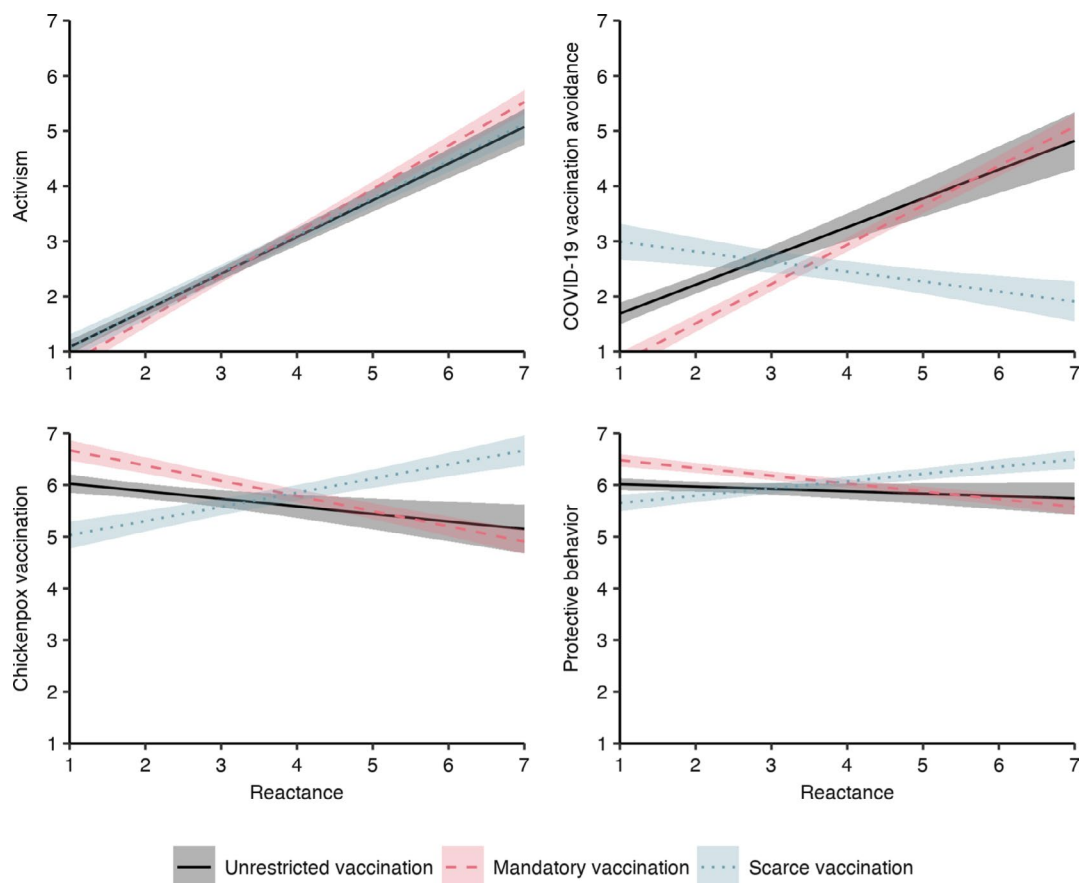 7
6
5
4
3
2
1
Activism
1 2 3 4 5 6 7
7
6
5
4
3
2
1
COVID-19 vaccination avoidance
1 2 3 4 5 6 7
7
6
5
4
3
2
1
Chickenpox vaccination
1 2 3 4 5 6 7
Reactance
7
6
5
4
3
2
1
Protective behavior
1 2 3 4 5 6 7
Reactance
Unrestricted vaccination Mandatory vaccination Scarce vaccination